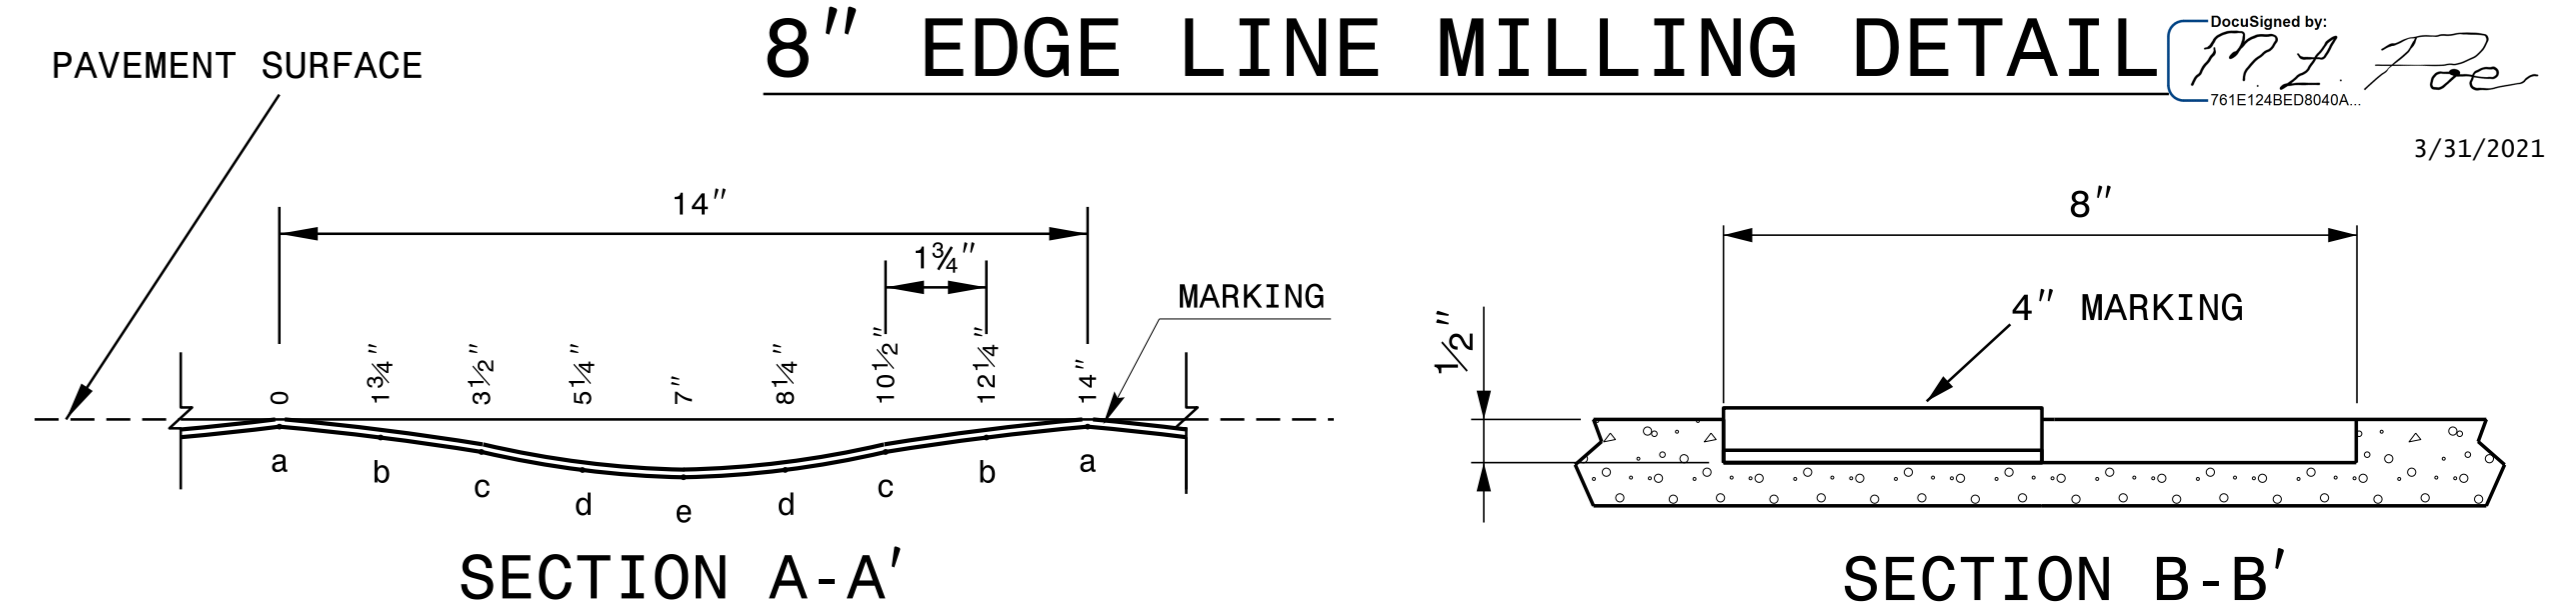 8" EDGE LINE MILLING DETAIL
DocuSigned by:
761E124BED8040A...
3/31/2021
PAVEMENT SURFACE
14"
1¾"
MARKING
0 1¾" 3½" 5¼" 7" 8¼" 10½" 12¼" 14"
a b c d e d c b a
SECTION A-A'
8"
4" MARKING
1/2"
SECTION B-B'